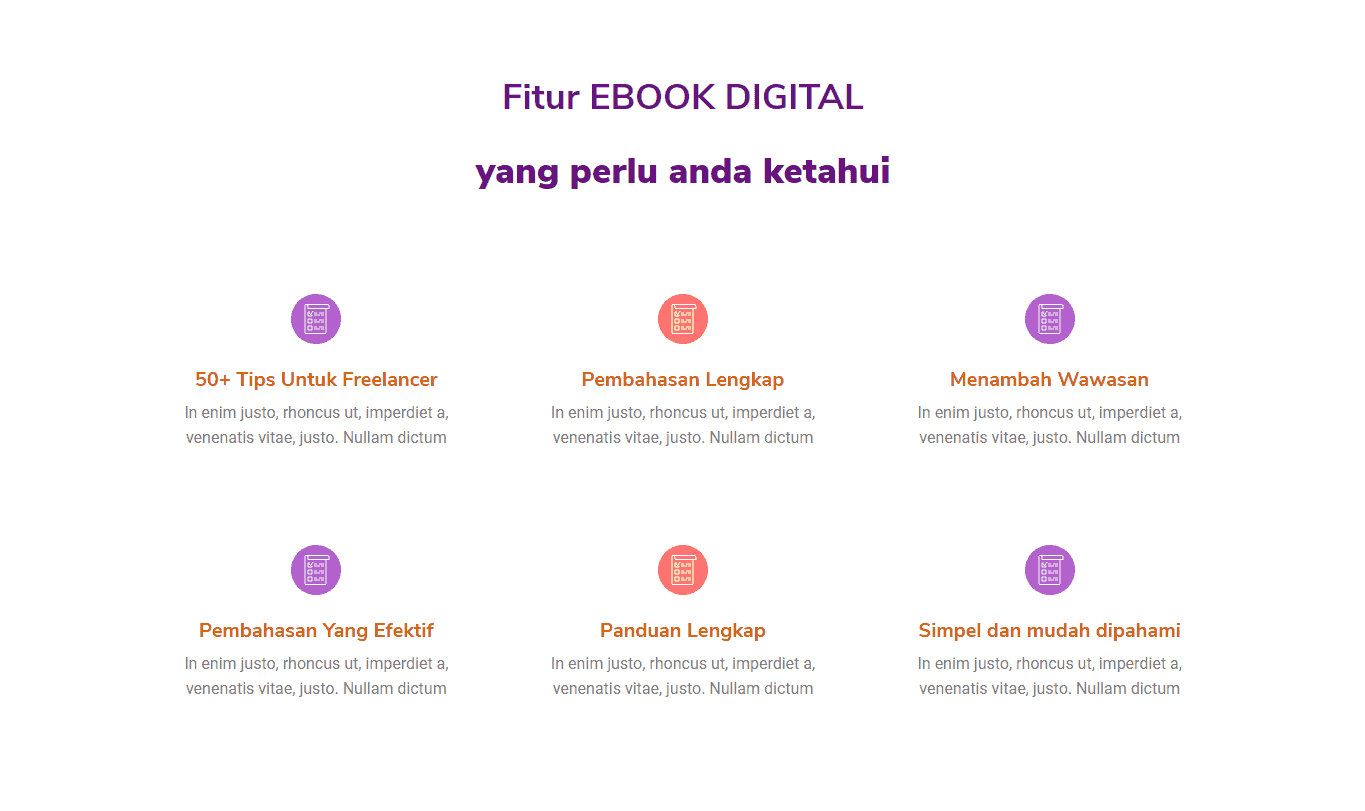 Fitur EBOOK DIGITAL
yang perlu anda ketahui
50+ Tips Untuk Freelancer
In enim justo, rhoncus ut, imperdiet a,
venenatis vitae, justo. Nullam dictum
Pembahasan Lengkap
In enim justo, rhoncus ut, imperdiet a,
venenatis vitae, justo. Nullam dictum
Menambah Wawasan
In enim justo, rhoncus ut, imperdiet a,
venenatis vitae, justo. Nullam dictum
Pembahasan Yang Efektif
In enim justo, rhoncus ut, imperdiet a,
venenatis vitae, justo. Nullam dictum
Panduan Lengkap
In enim justo, rhoncus ut, imperdiet a,
venenatis vitae, justo. Nullam dictum
Simpel dan mudah dipahami
In enim justo, rhoncus ut, imperdiet a,
venenatis vitae, justo. Nullam dictum